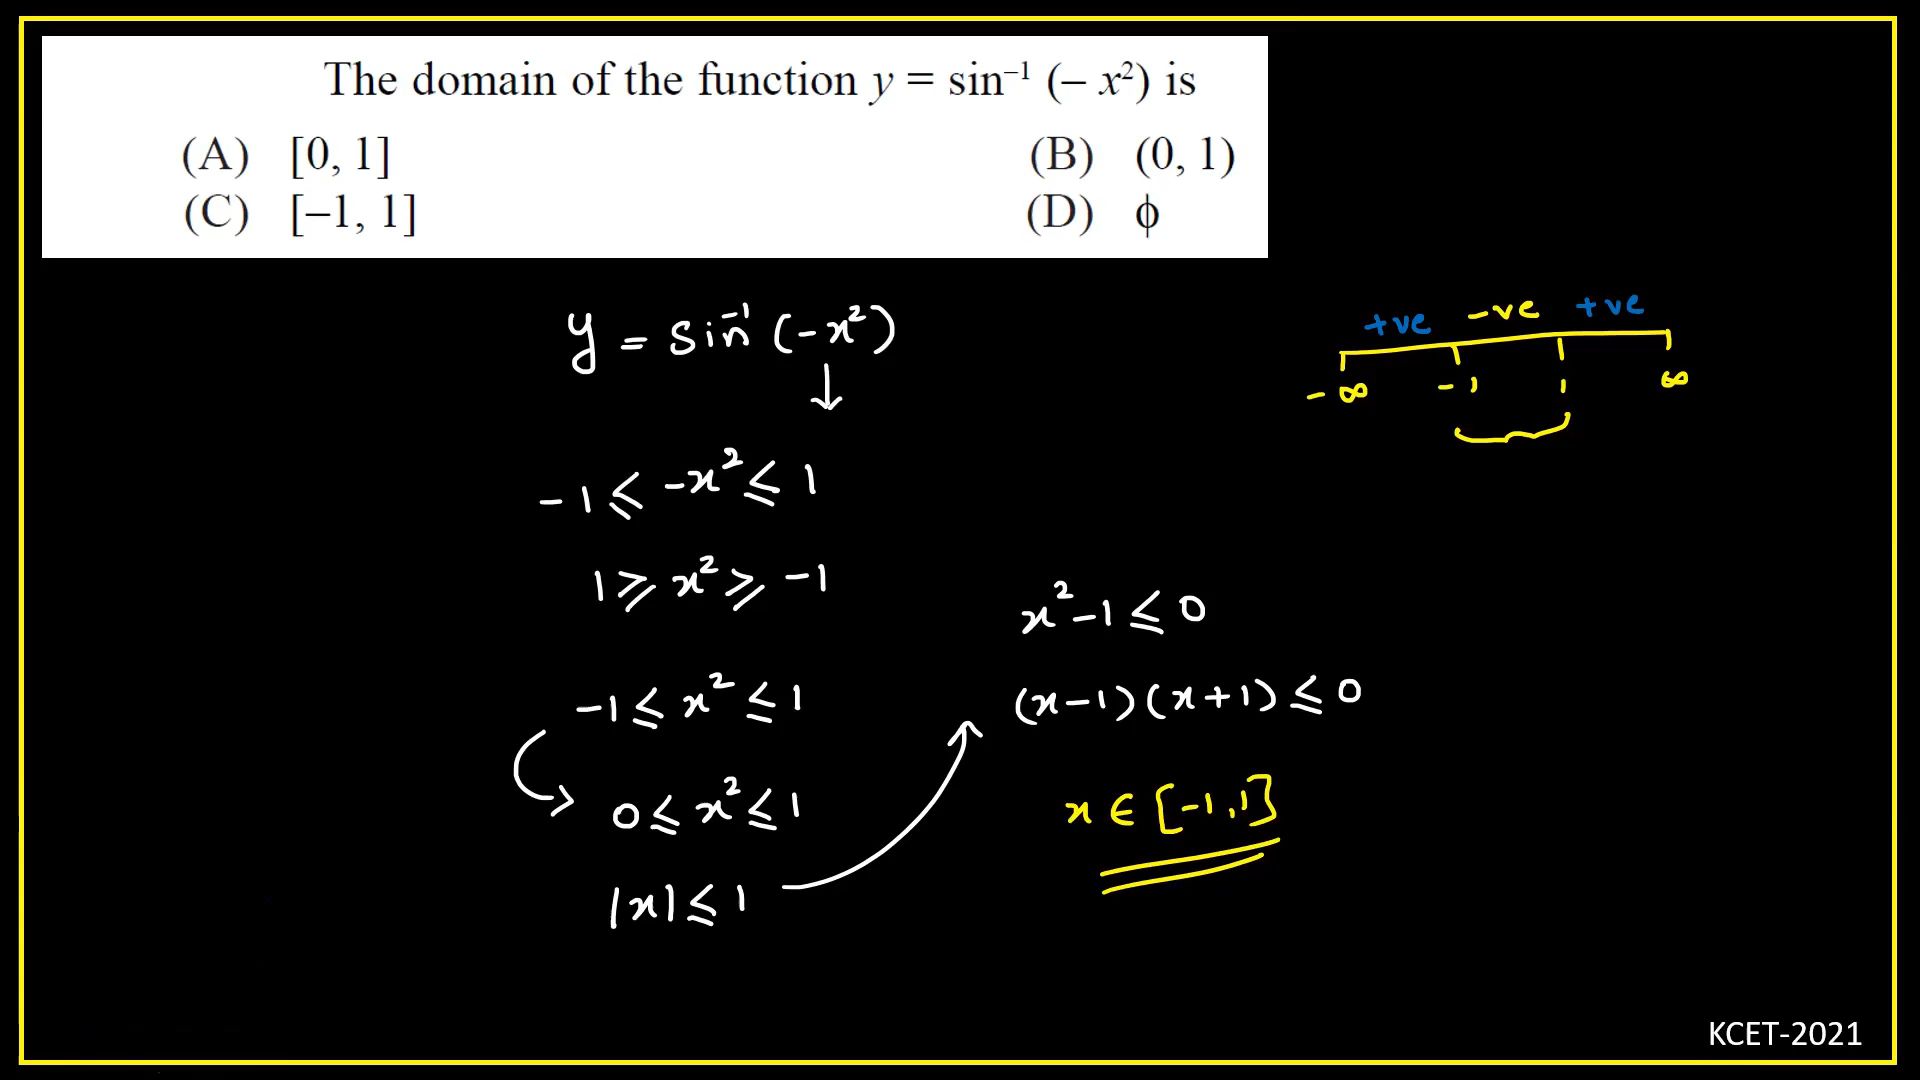 The domain of the function y = sin⁻¹ (– x²) is
(A) [0, 1] (B) (0, 1)
(C) [–1, 1] (D) ϕ
y = sin⁻¹ (-x²)
+ve -ve +ve
-∞ -1 1 ∞
-1 ≤ -x² ≤ 1
1 ≥ x² ≥ -1
-1 ≤ x² ≤ 1
0 ≤ x² ≤ 1
|x| ≤ 1
x² - 1 ≤ 0
(x-1)(x+1) ≤ 0
x ∈ [-1, 1]
KCET-2021